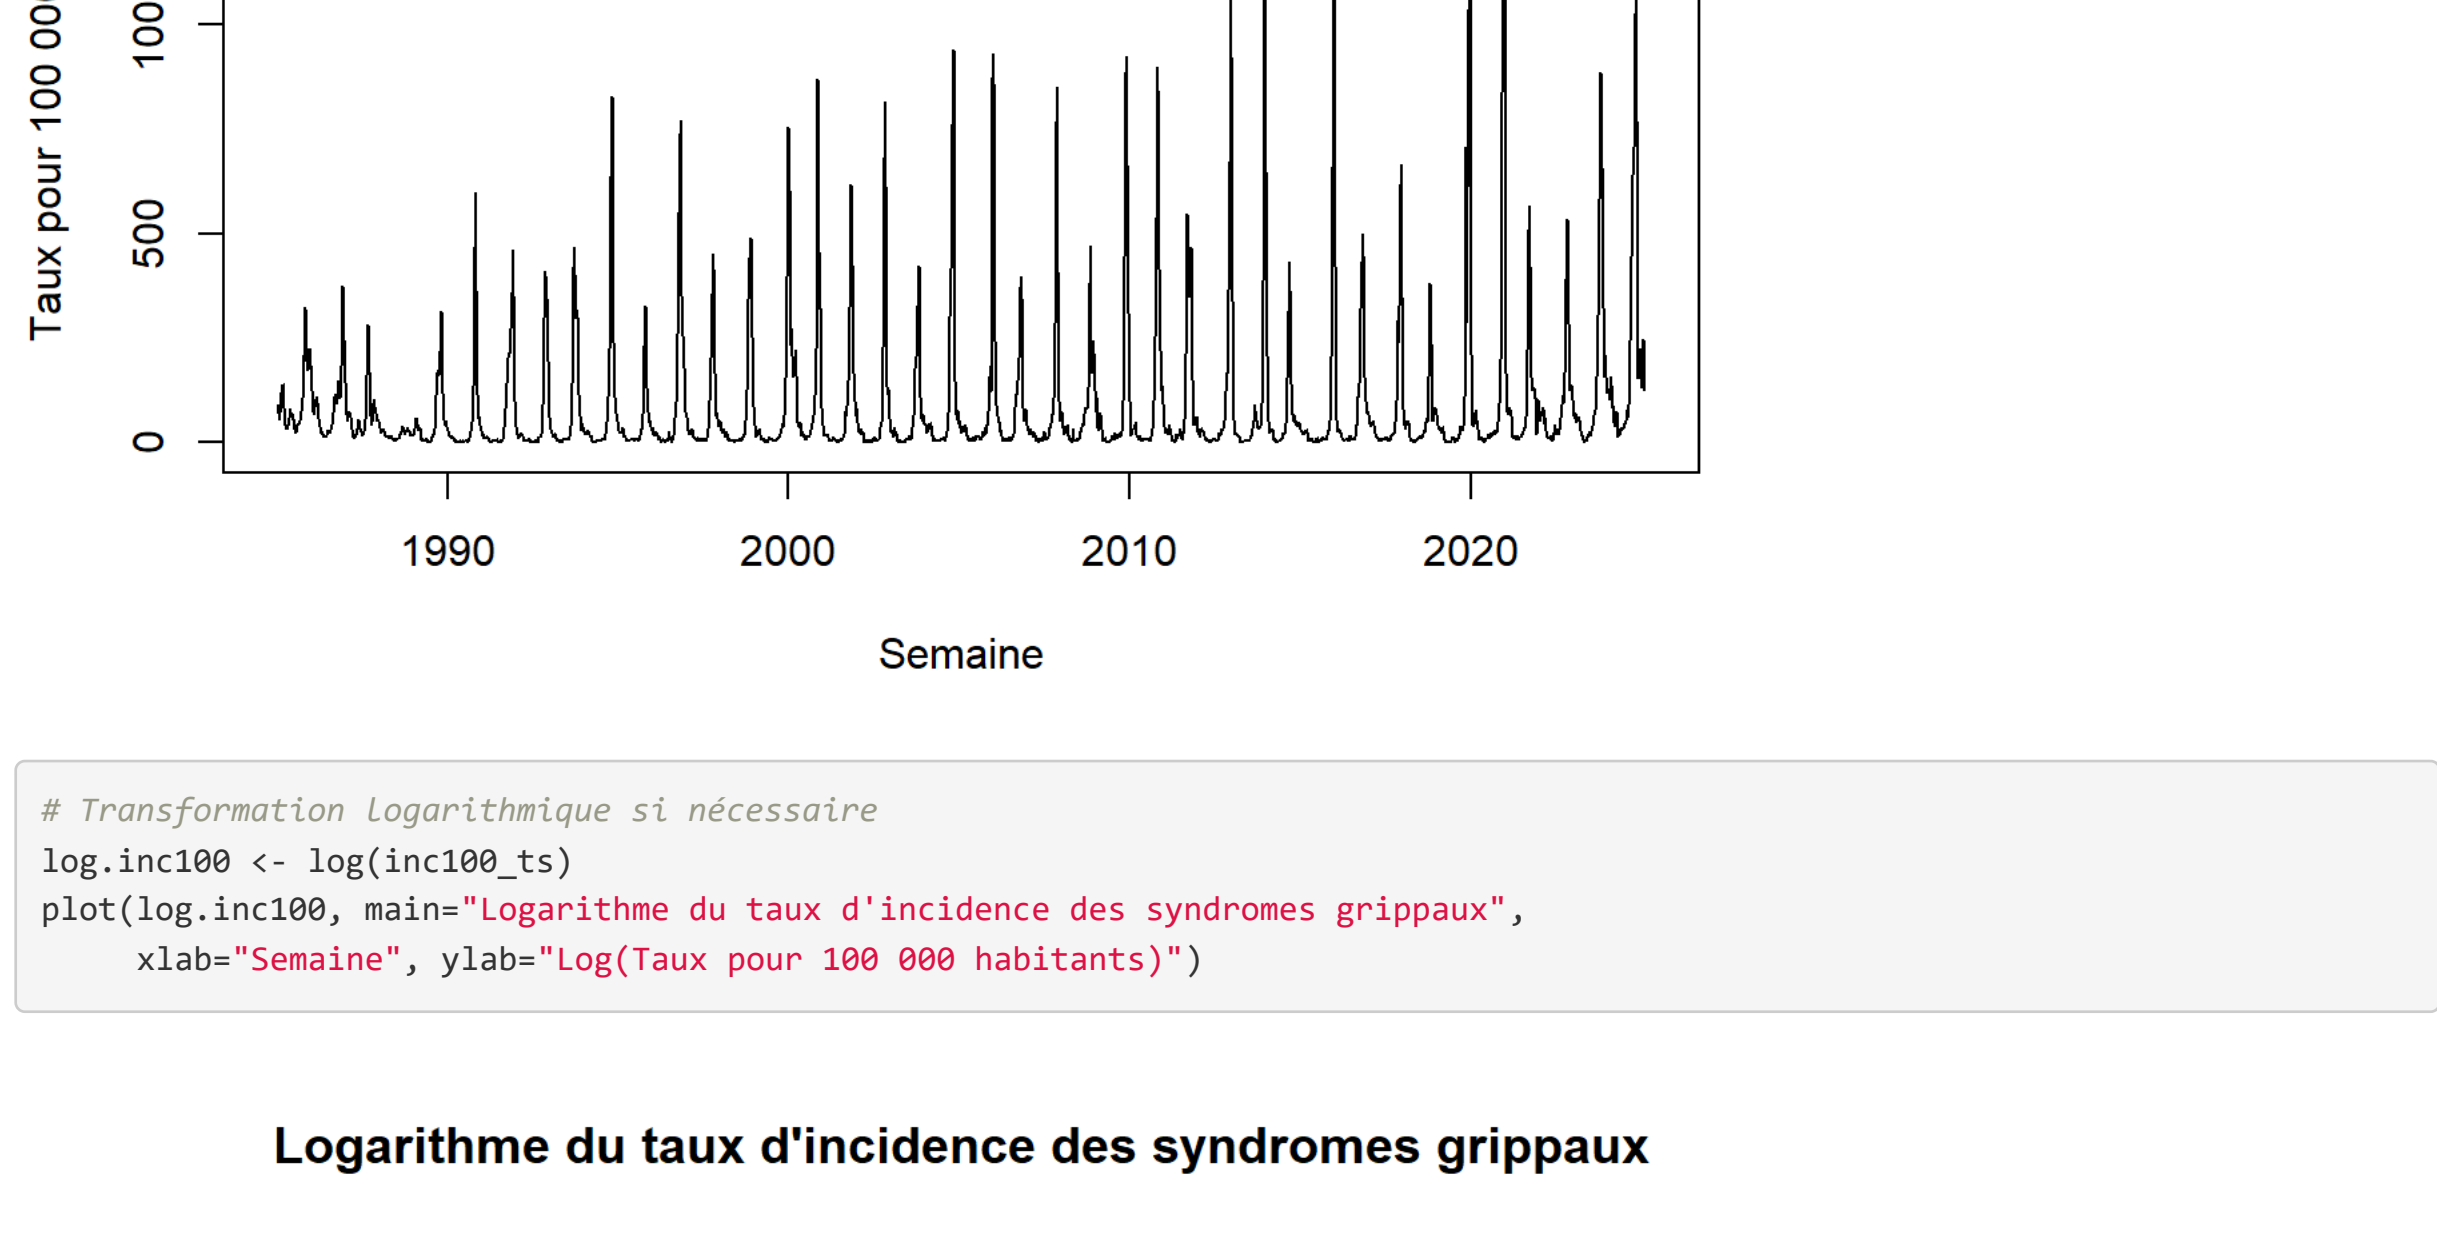 Taux pour 100 000
100
500
0
1990 2000 2010 2020
Semaine
# Transformation logarithmique si nécessaire
log.inc100 <- log(inc100_ts)
plot(log.inc100, main="Logarithme du taux d'incidence des syndromes grippaux",
xlab="Semaine", ylab="Log(Taux pour 100 000 habitants)")
Logarithme du taux d'incidence des syndromes grippaux